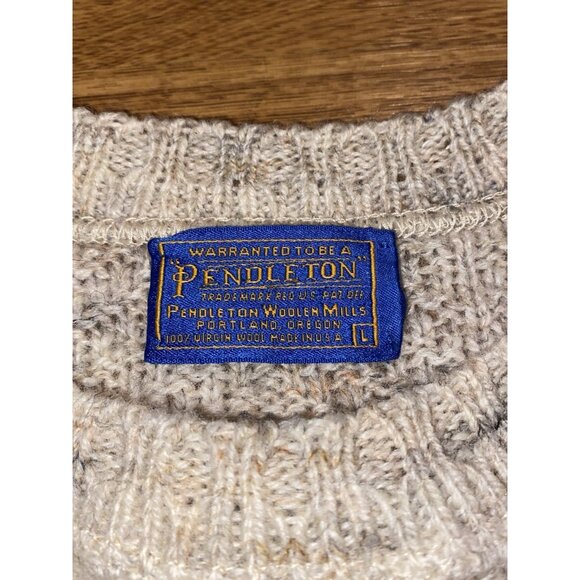 WARRANTED TO BE A
"PENDLETON"
TRADEMARK REG. U.S. PAT. OFF.
PENDLETON WOOLEN MILLS
PORTLAND, OREGON
100% VIRGIN WOOL MADE IN U.S.A. L